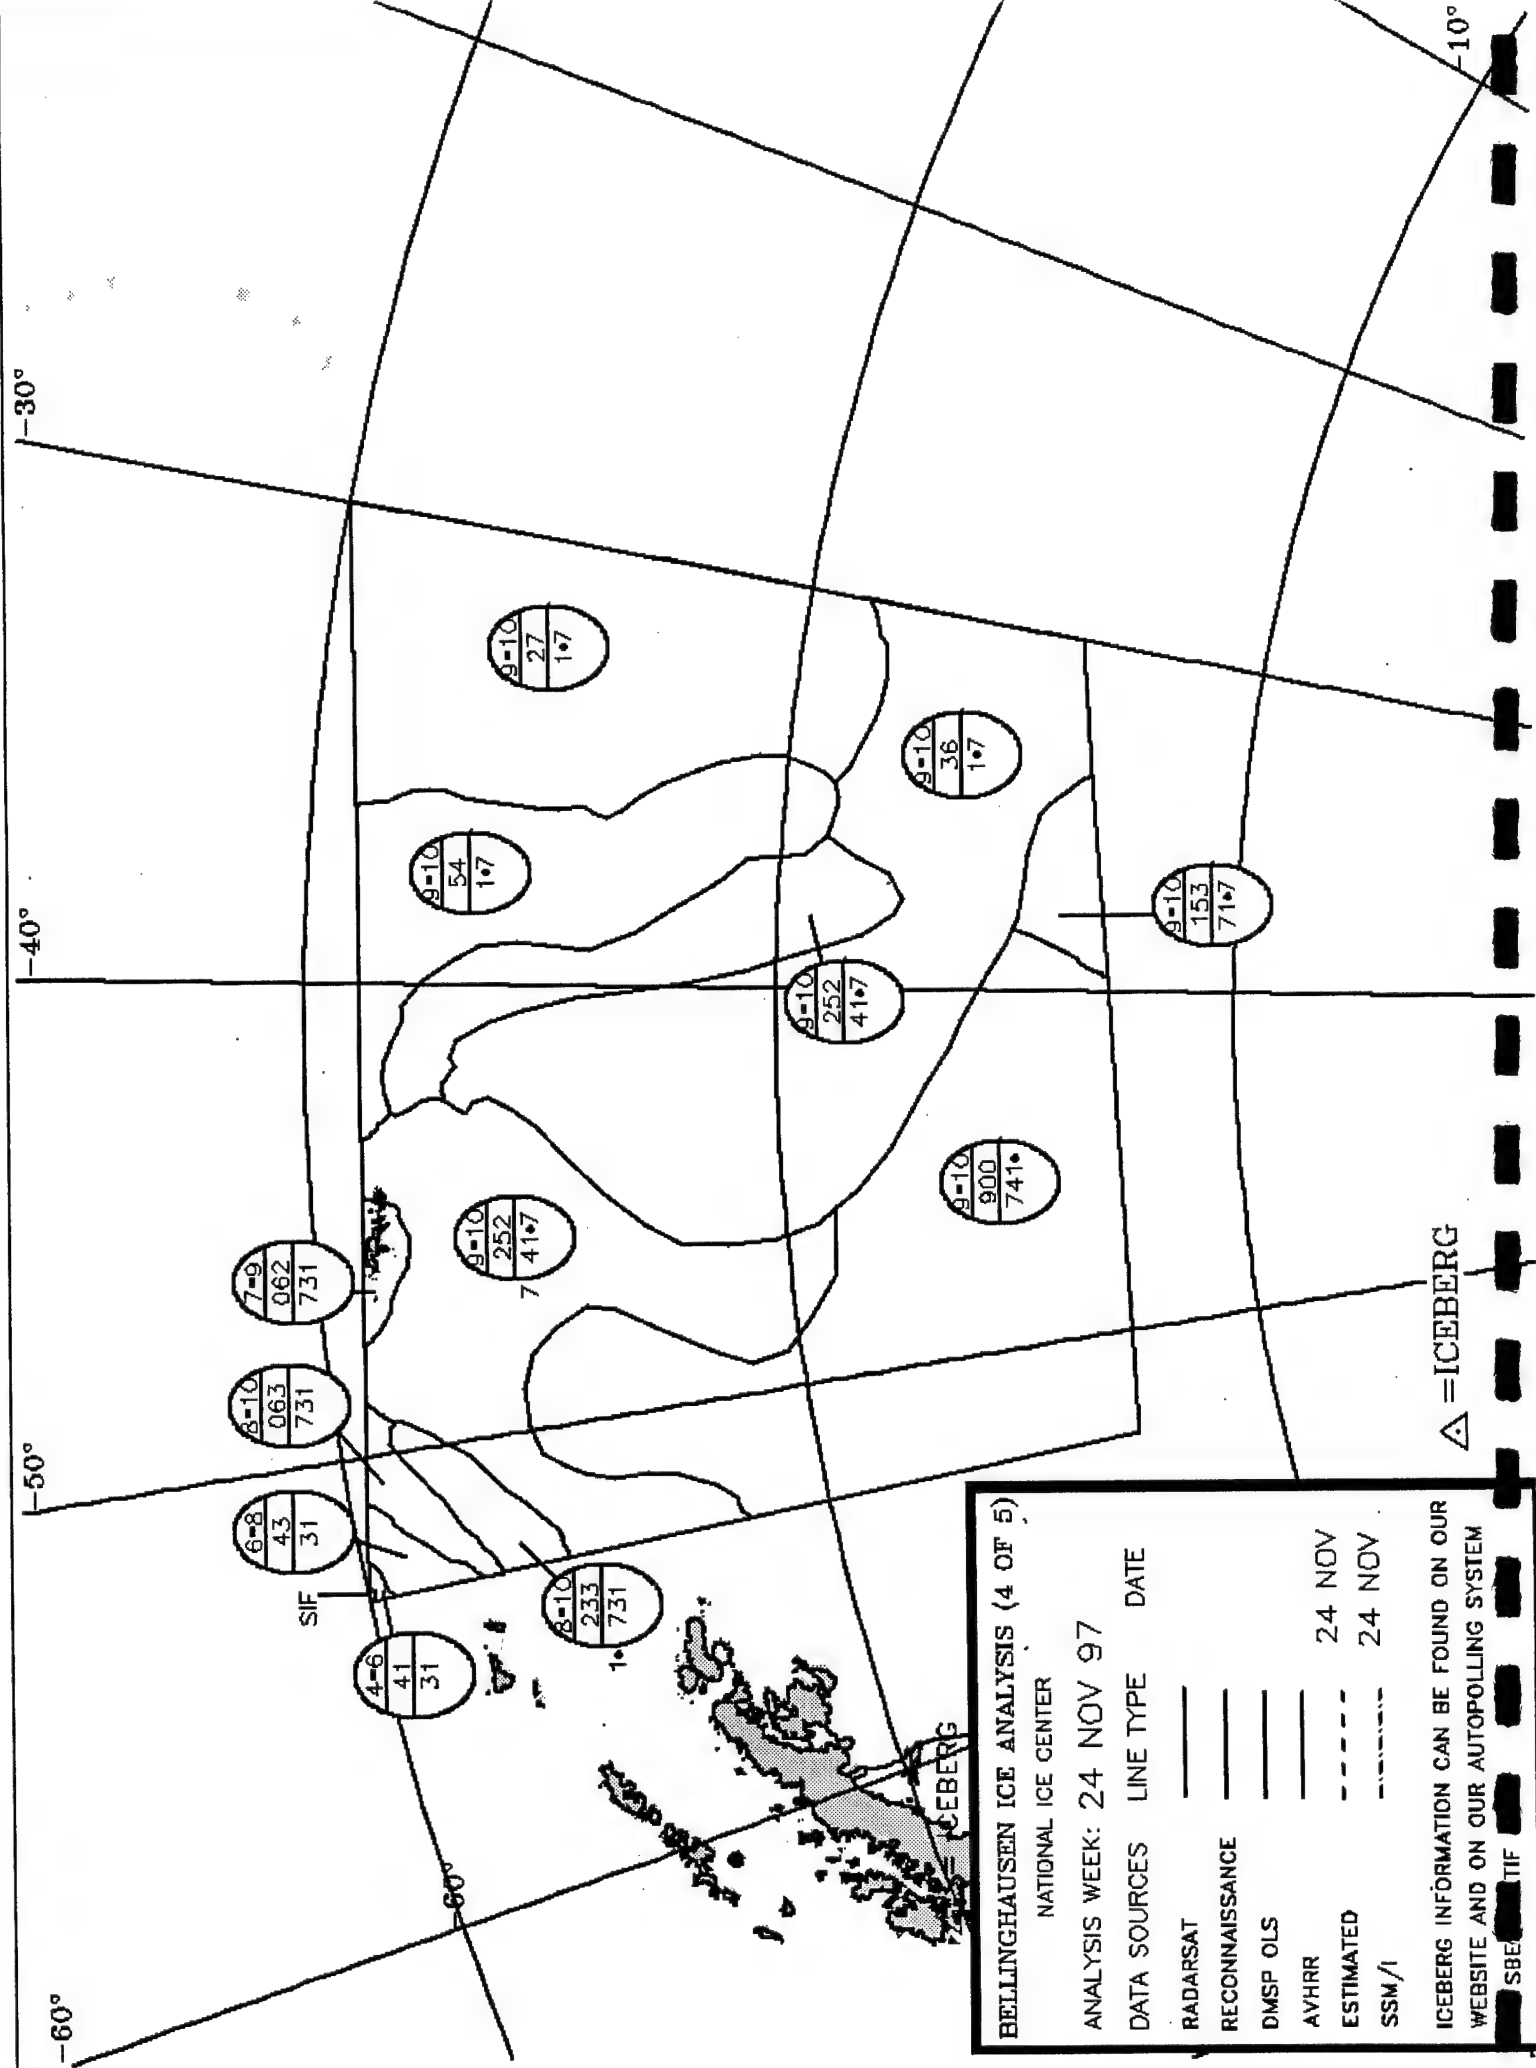 -60°
-50°
-40°
-30°
-10°
-60°
SIF
4-6
41
31
6-8
43
31
8-10
063
731
7-9
062
731
8-10
233
731
1•
9-10
252
41•7
7
9-10
54
1•7
9-10
27
1•7
9-10
252
41•7
9-10
36
1•7
9-10
900
741•
9-10
153
71•7
ICEBERG
BELLINGHAUSEN ICE ANALYSIS (4 OF 5)
NATIONAL ICE CENTER
ANALYSIS WEEK: 24 NOV 97
DATA SOURCES LINE TYPE DATE
RADARSAT
RECONNAISSANCE
DMSP OLS
AVHRR
ESTIMATED 24 NOV
SSM/I 24 NOV
ICEBERG INFORMATION CAN BE FOUND ON OUR
WEBSITE AND ON OUR AUTOPOLLING SYSTEM
=ICEBERG